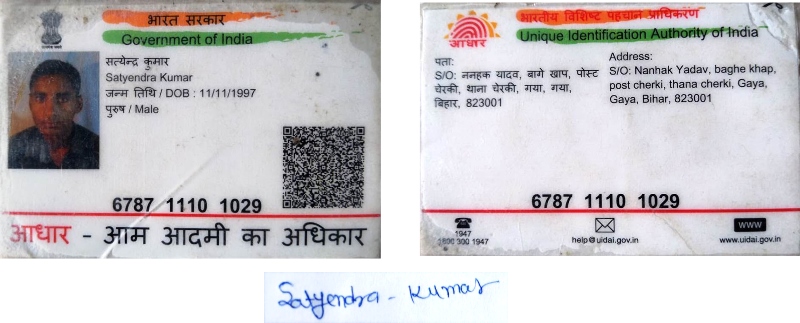 भारत सरकार
Government of India
सत्येन्द्र कुमार
Satyendra Kumar
जन्म तिथि / DOB : 11/11/1997
पुरुष / Male
6787 1110 1029
आधार - आम आदमी का अधिकार
भारतीय विशिष्ट पहचान प्राधिकरण
Unique Identification Authority of India
आधार
पता:
S/O: ननहक यादव, बागे खाप, पोस्ट
चेरकी, थाना चेरकी, गया, गया,
बिहार, 823001
Address:
S/O: Nanhak Yadav, baghe khap,
post cherki, thana cherki, Gaya,
Gaya, Bihar, 823001
6787 1110 1029
1947
1800 300 1947
help@uidai.gov.in
www
www.uidai.gov.in
Satyendra - Kumar